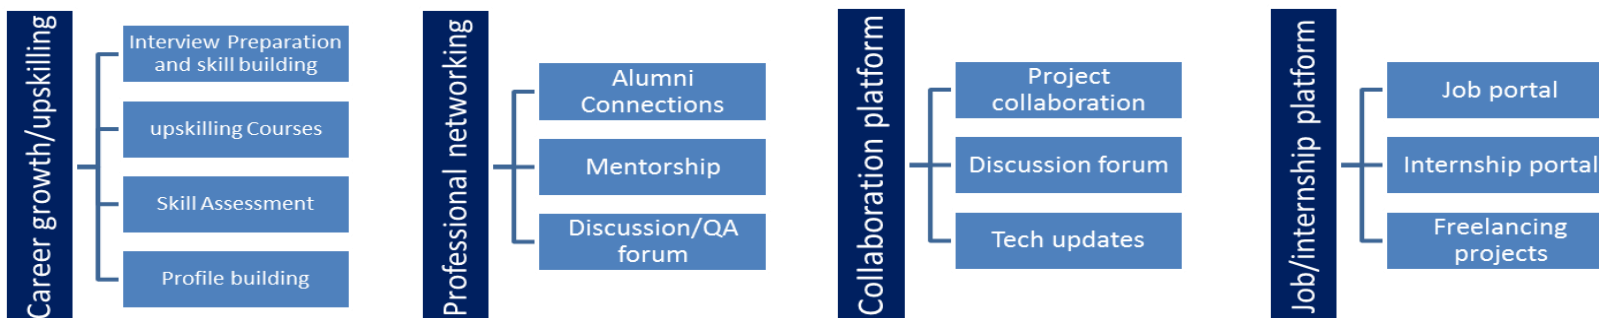 Career growth/upskilling
Interview Preparation
and skill building
upskilling Courses
Skill Assessment
Profile building
Professional networking
Alumni
Connections
Mentorship
Discussion/QA
forum
Collaboration platform
Project
collaboration
Discussion forum
Tech updates
Job/internship platform
Job portal
Internship portal
Freelancing
projects